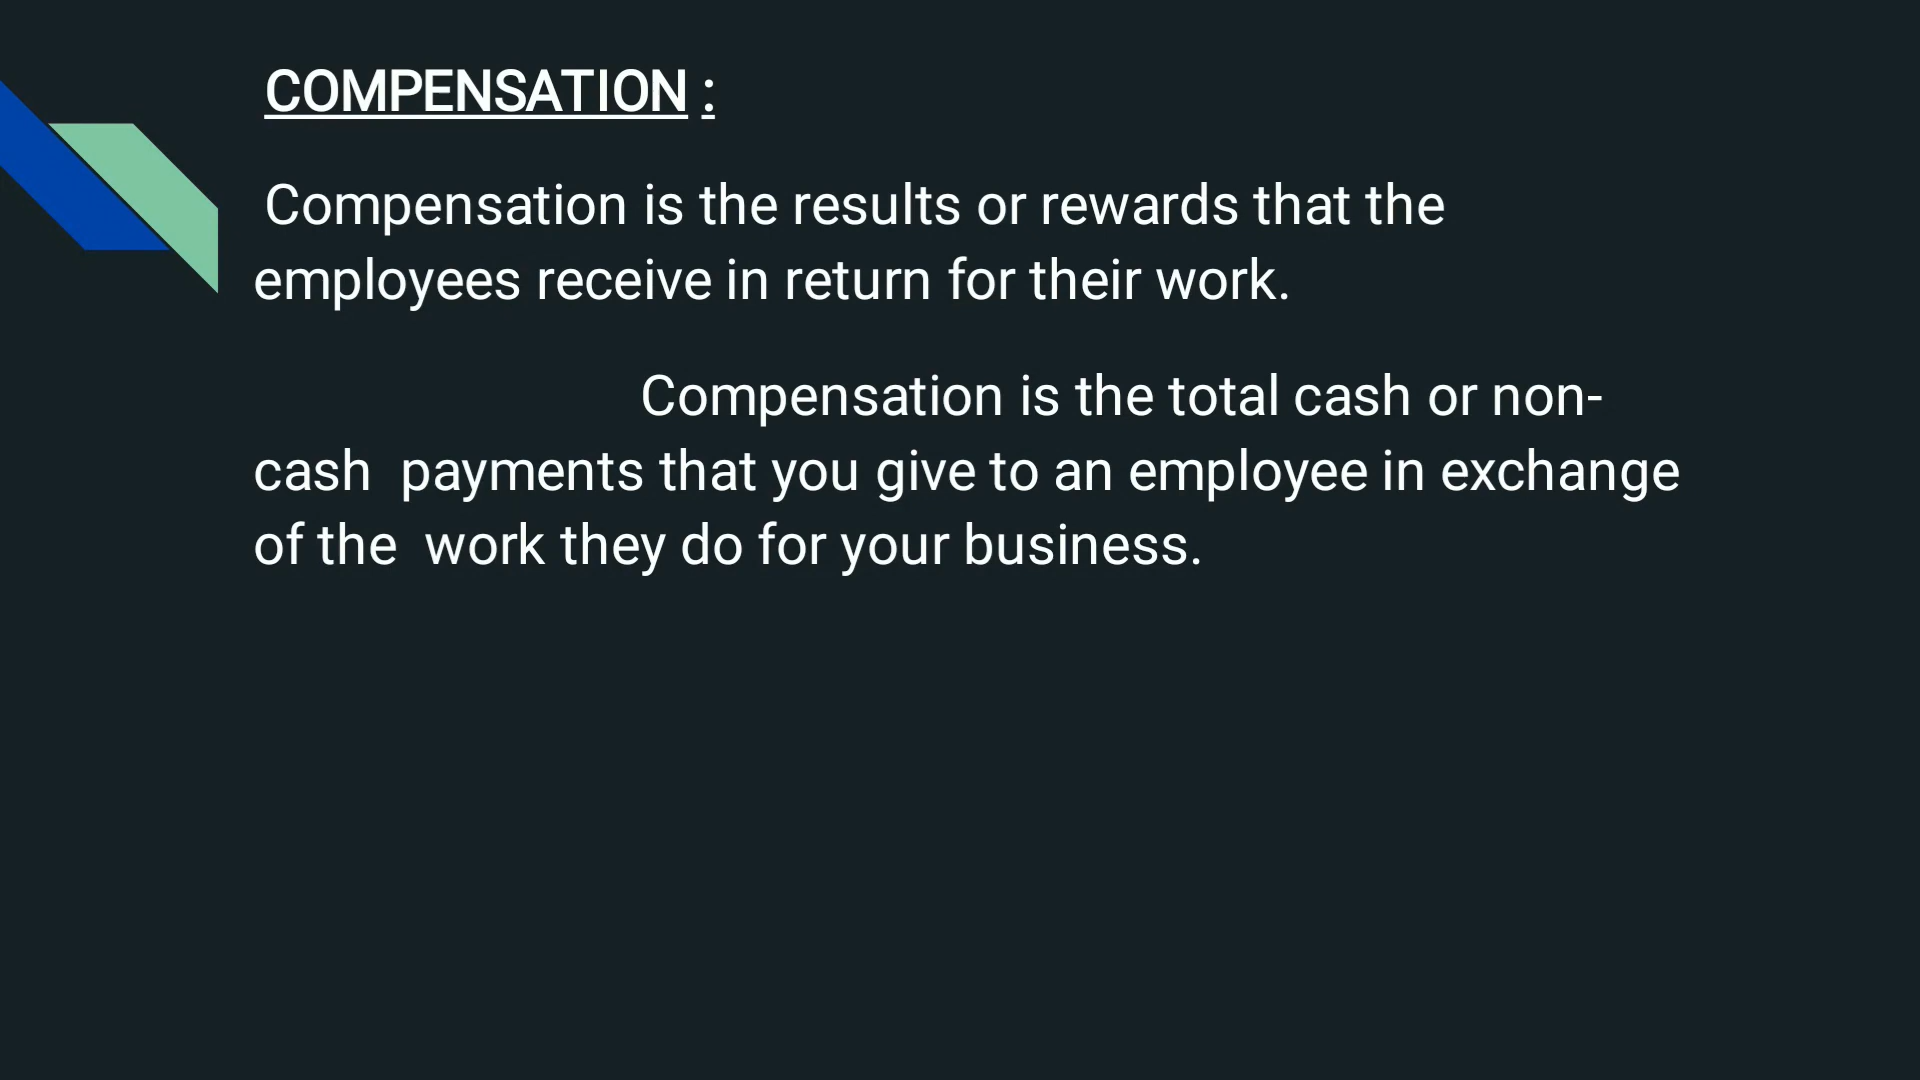 COMPENSATION :
Compensation is the results or rewards that the
employees receive in return for their work.
Compensation is the total cash or non-
cash  payments that you give to an employee in exchange
of the  work they do for your business.